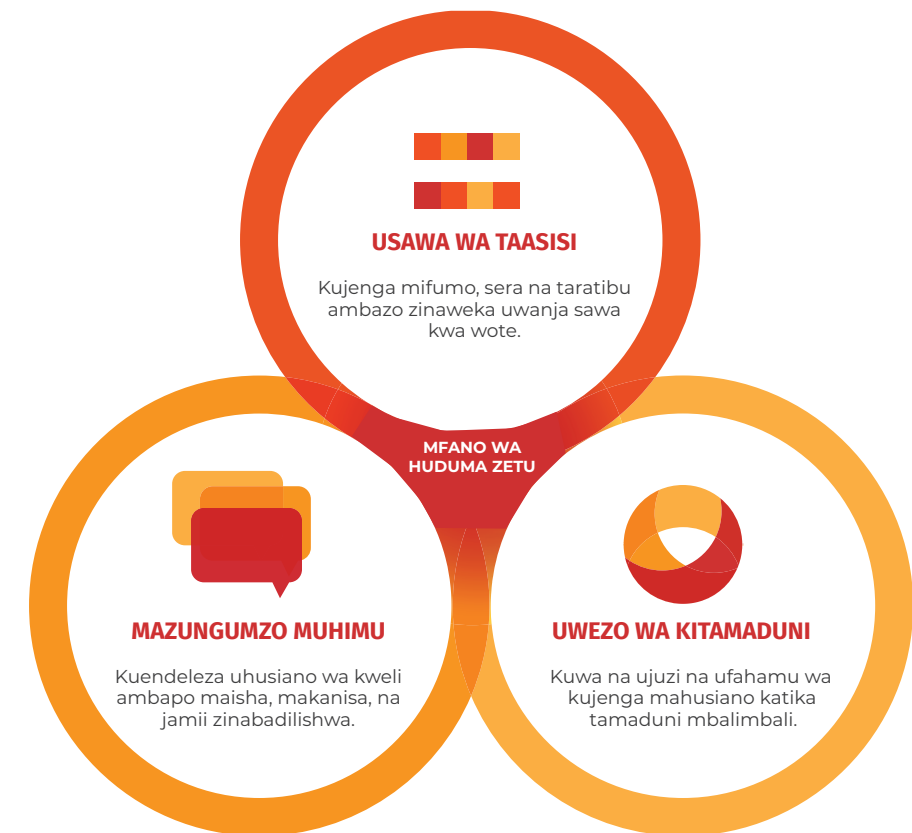 USAWA WA TAASISI
Kujenga mifumo, sera na taratibu
ambazo zinaweka uwanja sawa
kwa wote.
MFANO WA
HUDUMA ZETU
MAZUNGUMZO MUHIMU
Kuendeleza uhusiano wa kweli
ambapo maisha, makanisa, na
jamii zinabadilishwa.
UWEZO WA KITAMADUNI
Kuwa na ujuzi na ufahamu wa
kujenga mahusiano katika
tamaduni mbalimbali.